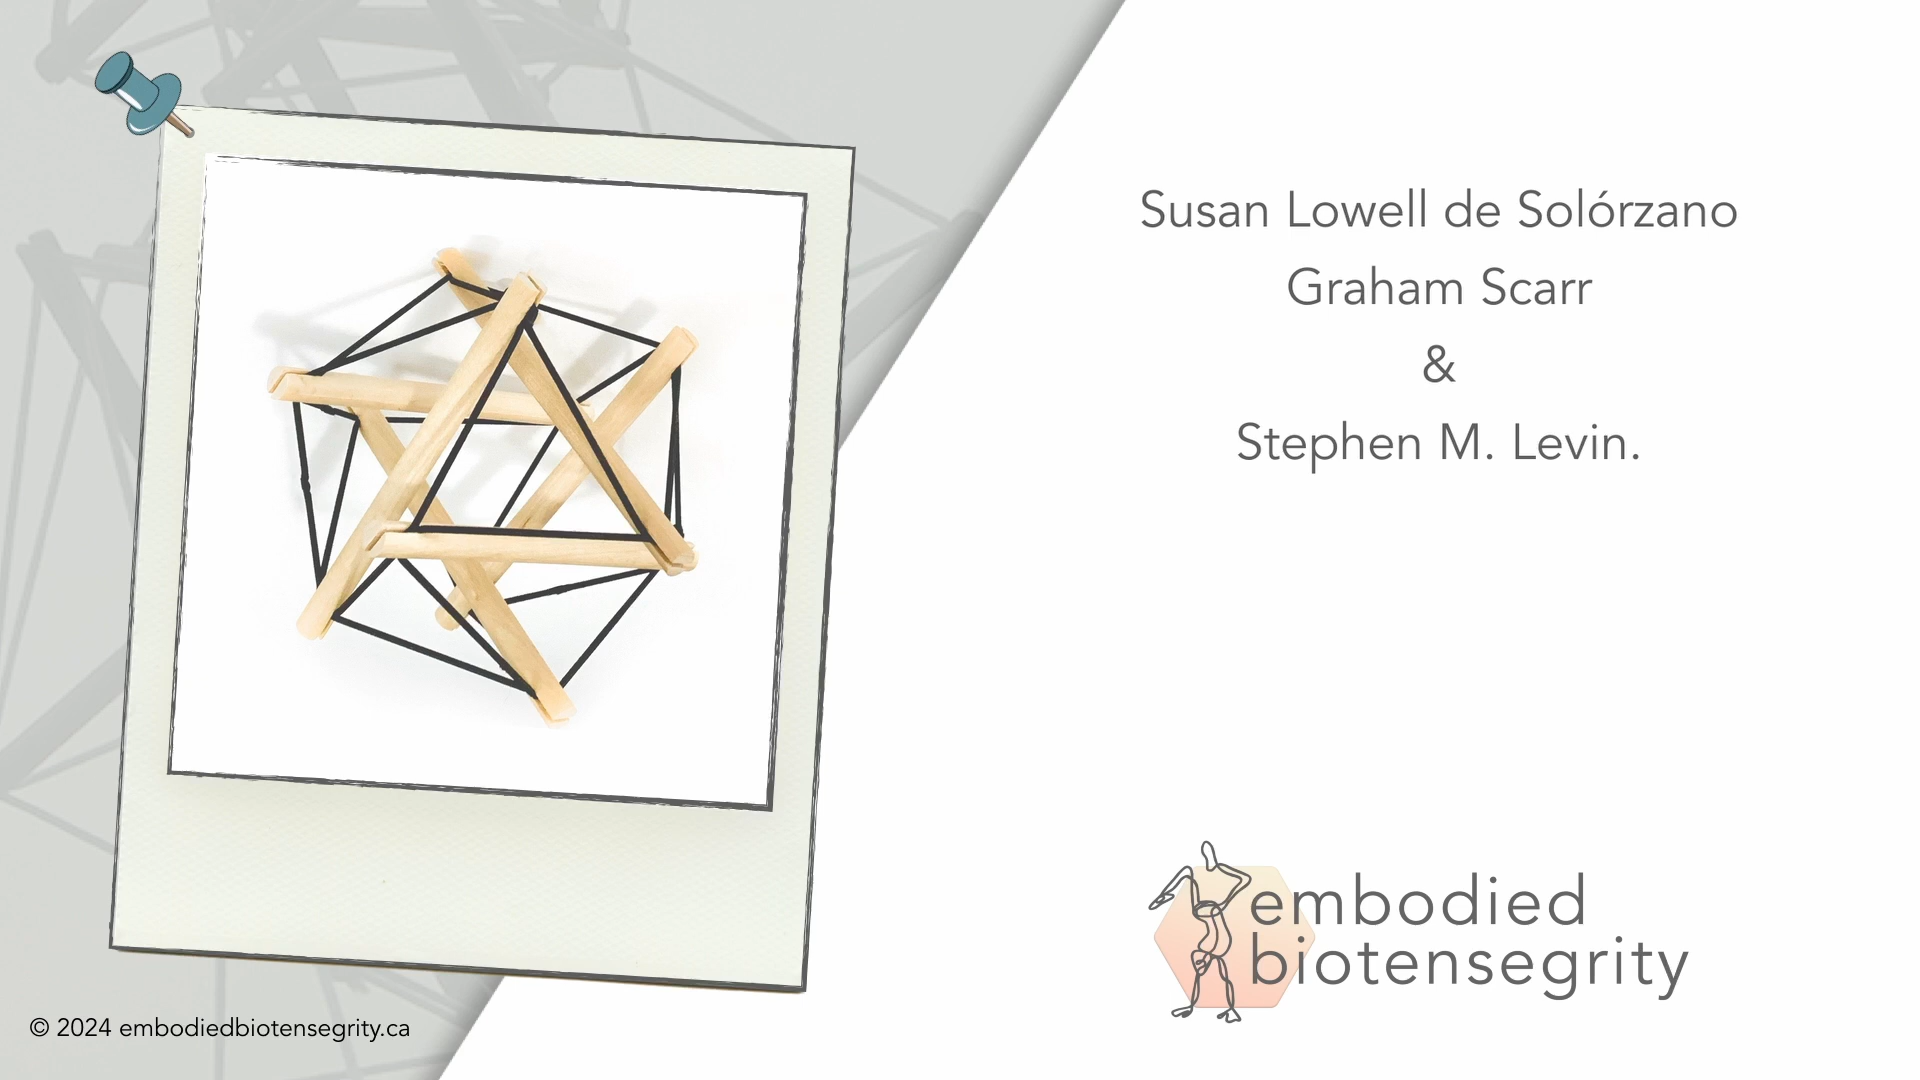 Susan Lowell de Solórzano
Graham Scarr
&
Stephen M. Levin.
embodied
biotensegrity
© 2024 embodiedbiotensegrity.ca